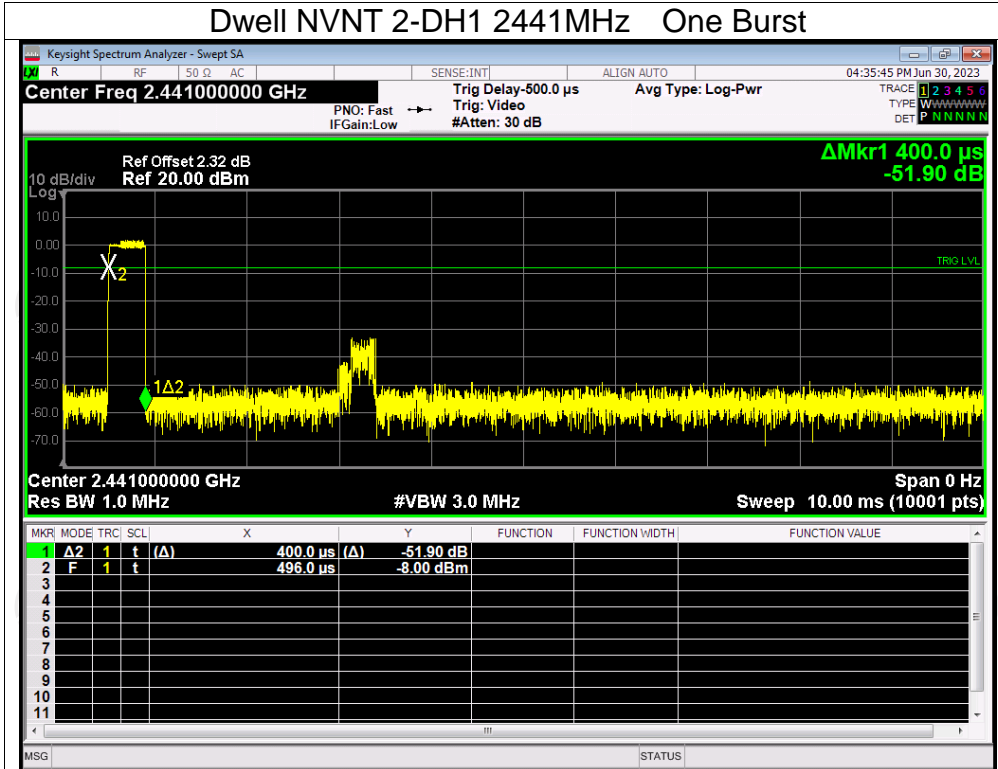 Dwell NVNT 2-DH1 2441MHz One Burst
Keysight Spectrum Analyzer - Swept SA
LXI R RF 50 Ω AC SENSE:INT ALIGN AUTO 04:35:45 PM Jun 30, 2023
Center Freq 2.441000000 GHz
PNO: Fast
IFGain:Low
Trig Delay-500.0 µs
Trig: Video
#Atten: 30 dB
Avg Type: Log-Pwr
TRACE 1 2 3 4 5 6
TYPE WWWWWW
DET P N N N N N
ΔMkr1 400.0 µs
-51.90 dB
Ref Offset 2.32 dB
10 dB/div Ref 20.00 dBm
Log
10.0
0.00
TRIG LVL
-10.0
2
-20.0
-30.0
-40.0
-50.0
1Δ2
-60.0
-70.0
Center 2.441000000 GHz Span 0 Hz
Res BW 1.0 MHz #VBW 3.0 MHz Sweep 10.00 ms (10001 pts)
MKR MODE TRC SCL X Y FUNCTION FUNCTION WIDTH FUNCTION VALUE
1 Δ2 1 t (Δ) 400.0 µs (Δ) -51.90 dB
2 F 1 t 496.0 µs -8.00 dBm
3
4
5
6
7
8
9
10
11
MSG STATUS